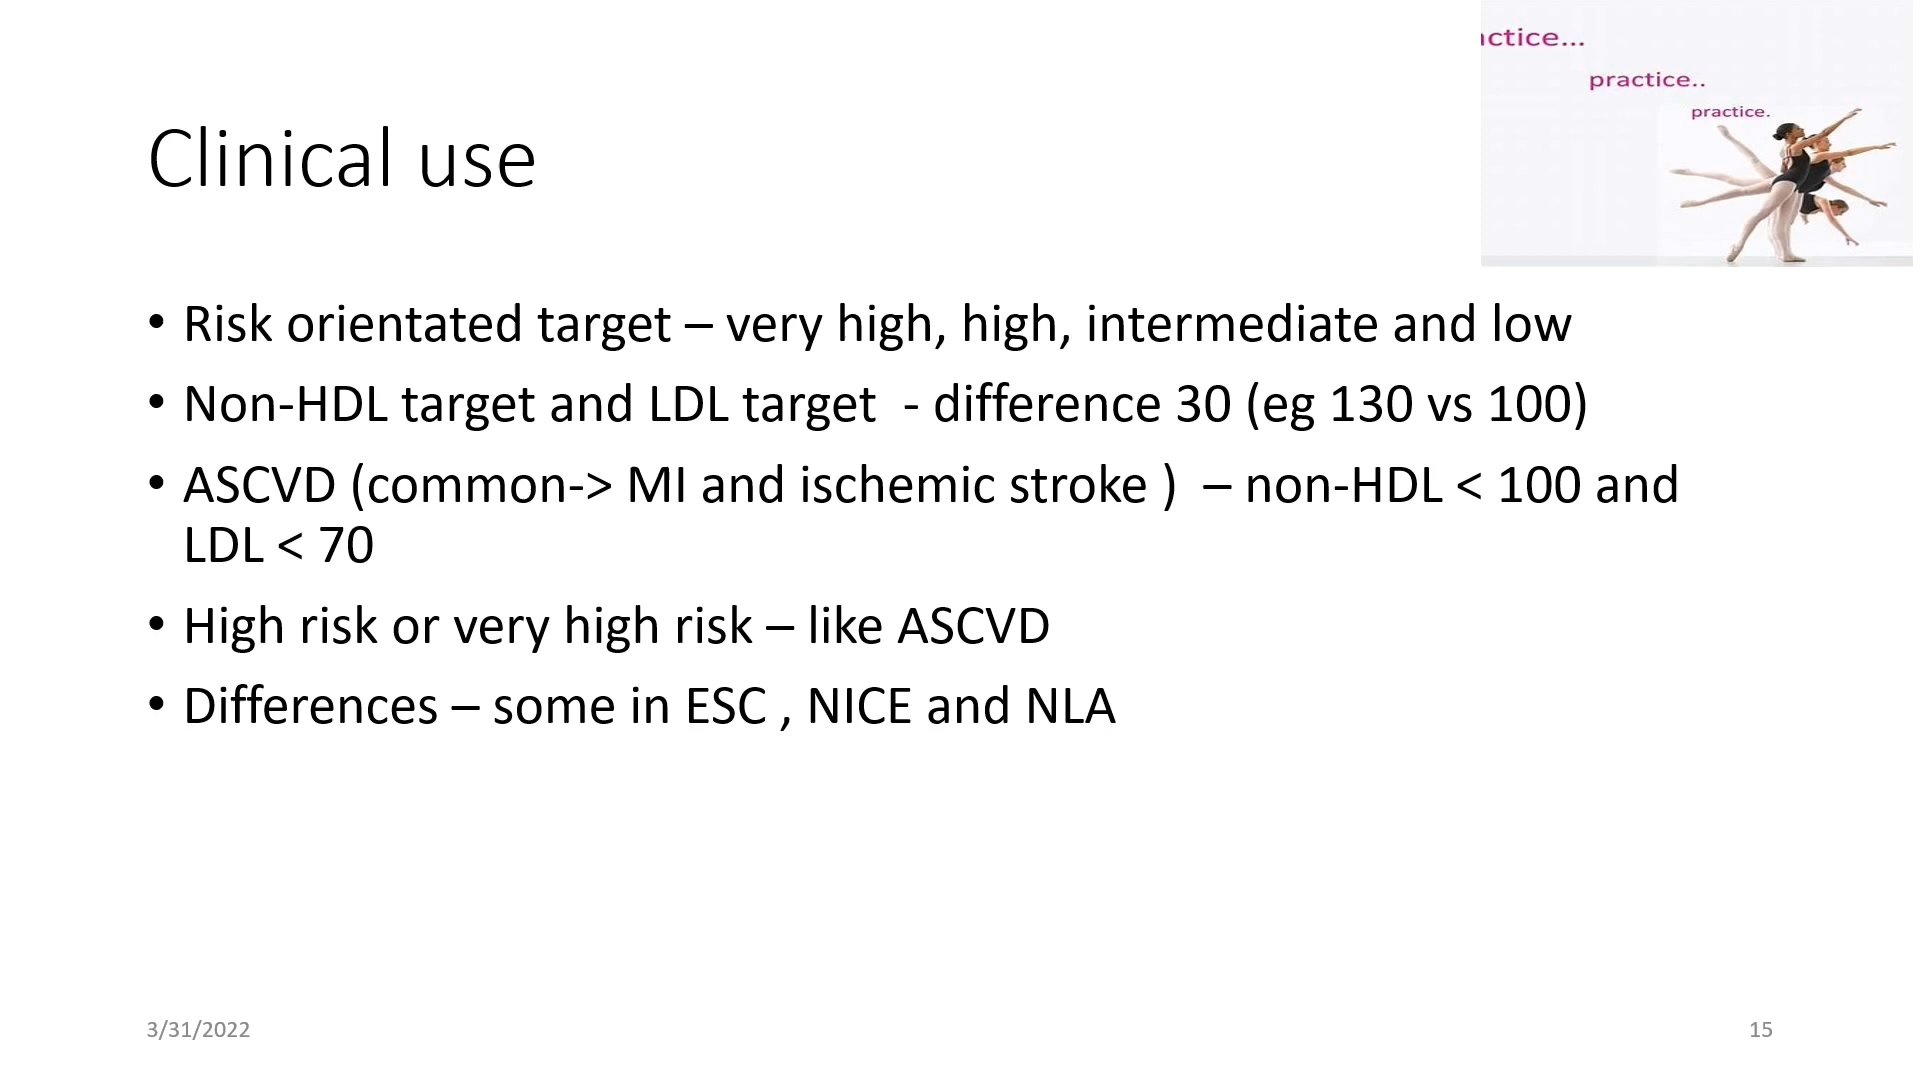 actice...
practice..
practice.
Clinical use
• Risk orientated target – very high, high, intermediate and low
• Non-HDL target and LDL target  - difference 30 (eg 130 vs 100)
• ASCVD (common-> MI and ischemic stroke )  – non-HDL < 100 and
LDL < 70
• High risk or very high risk – like ASCVD
• Differences – some in ESC , NICE and NLA
3/31/2022
15